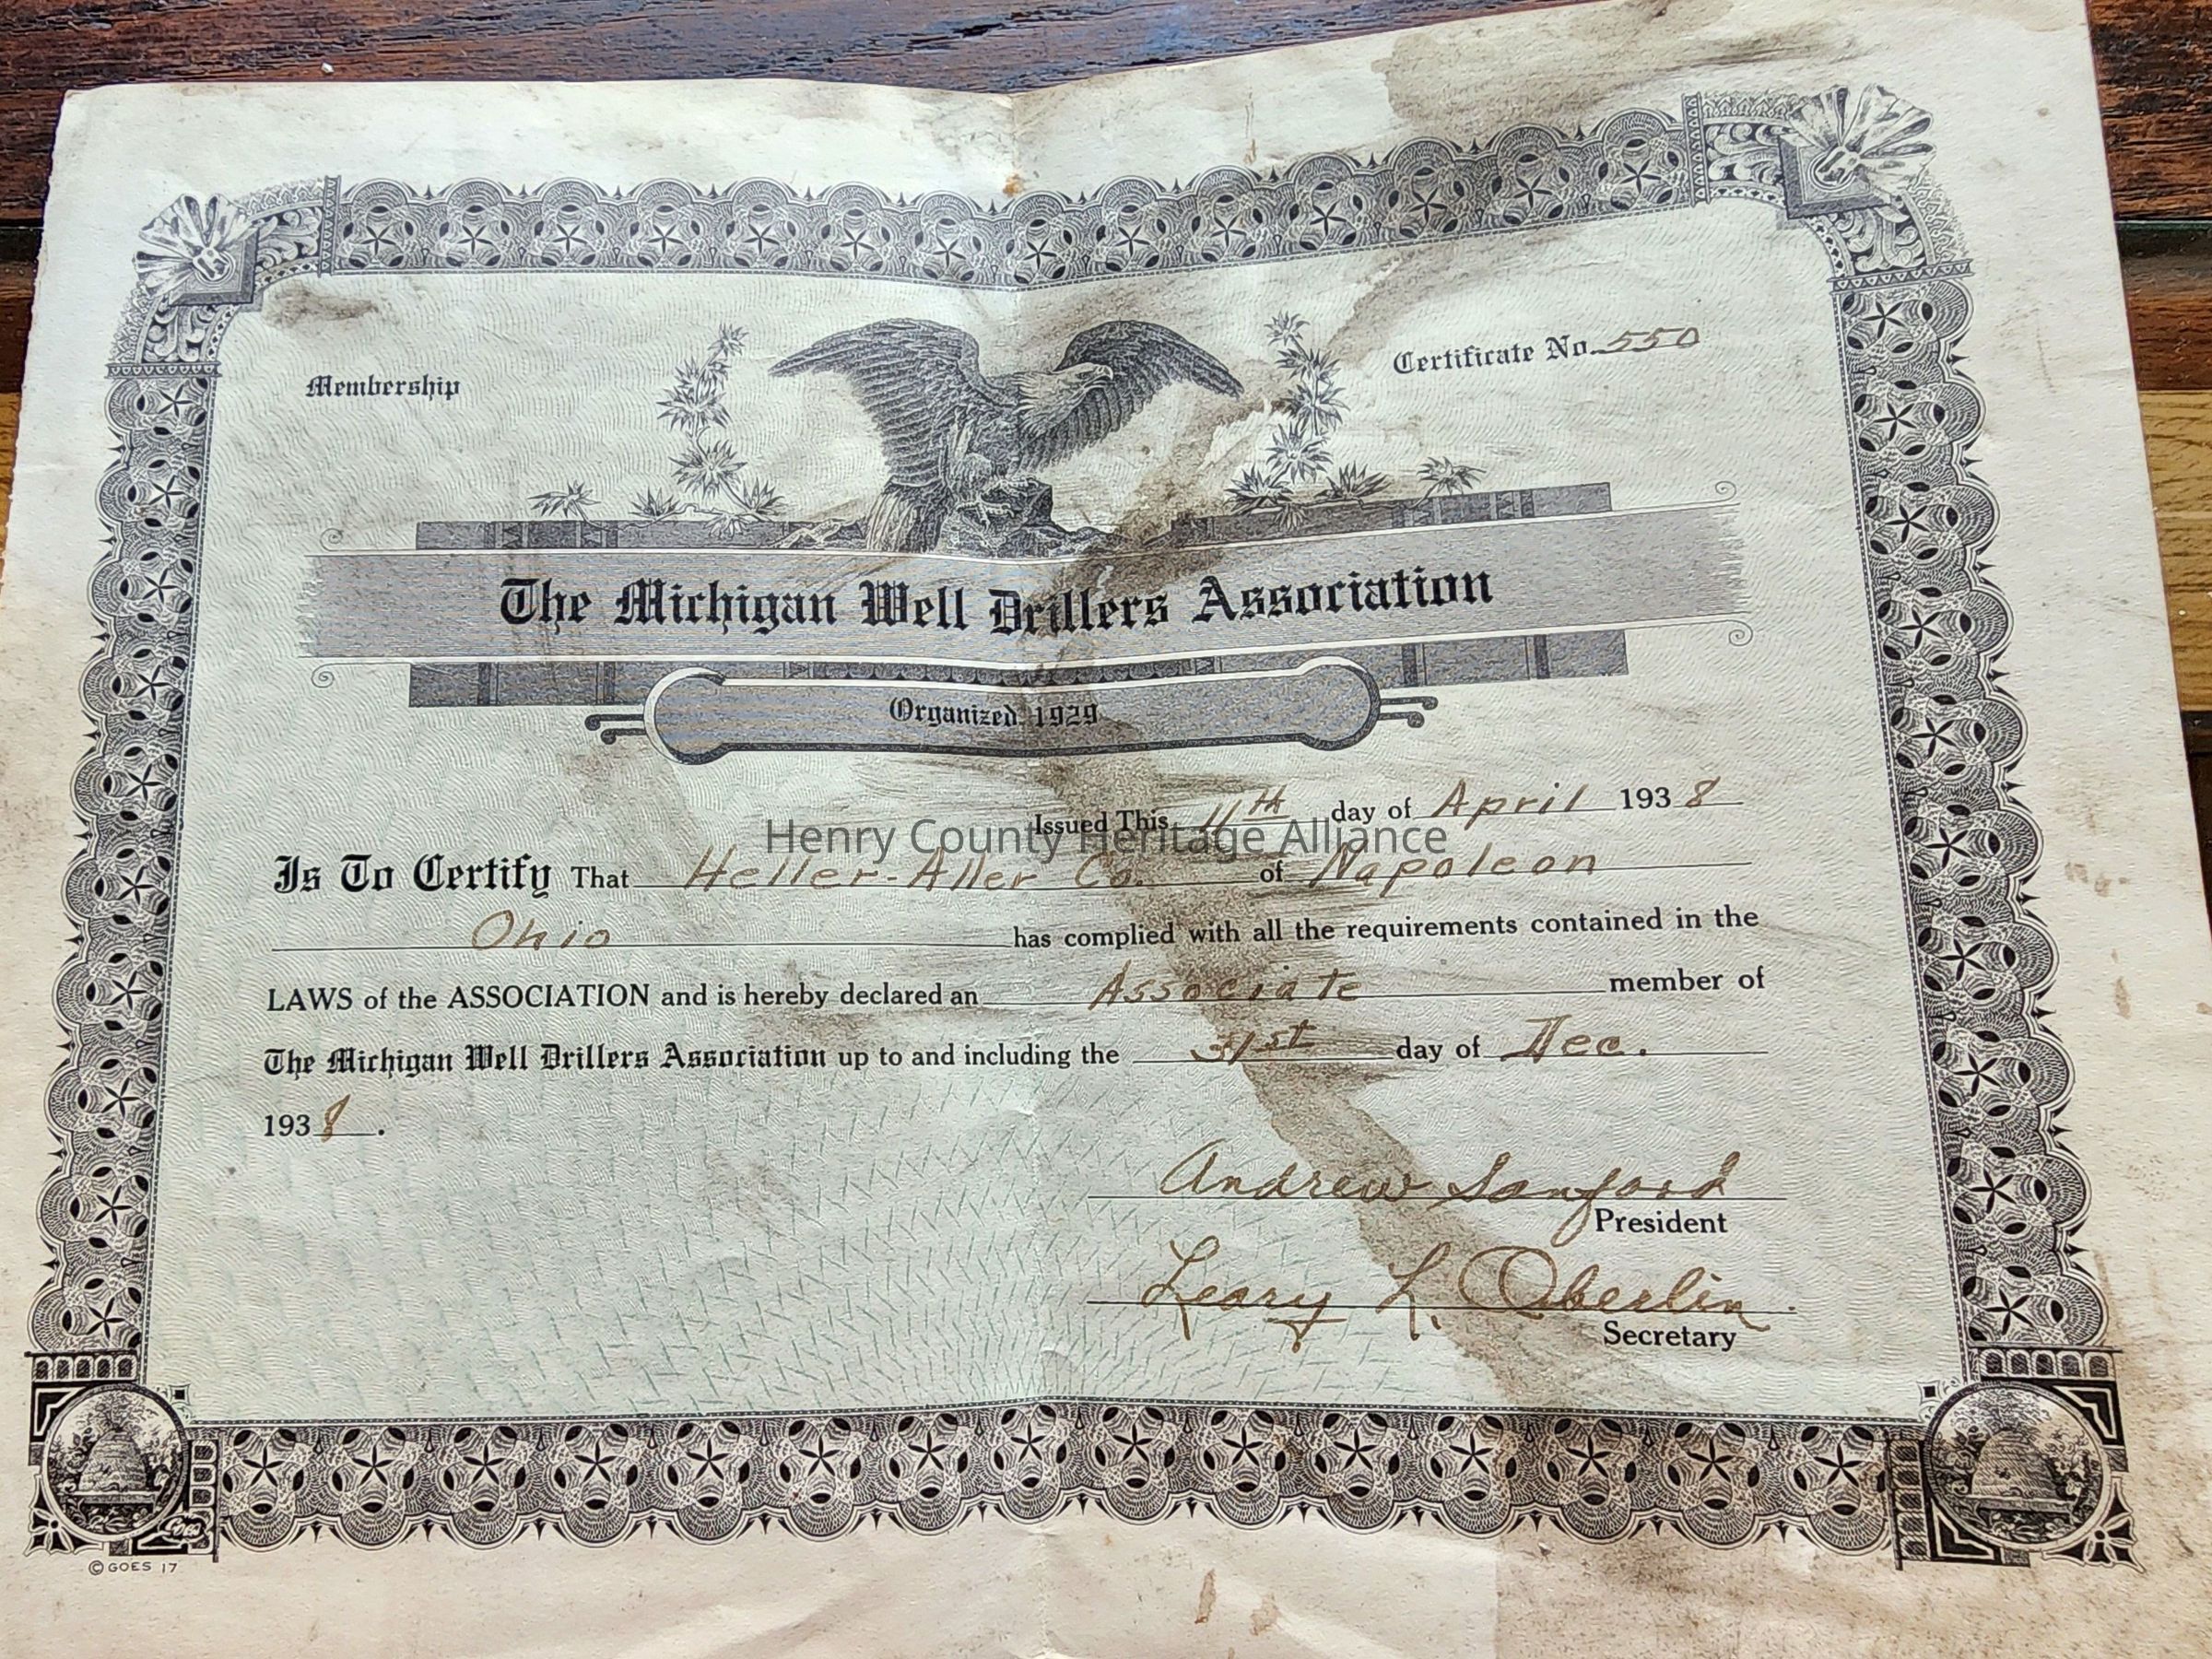 Membership
Certificate No. 550
The Michigan Well Drillers Association
Organized 1929
Issued This 11th day of April 1938
Henry County Heritage Alliance
Is To Certify That Heller-Aller Co. of Napoleon
Ohio has complied with all the requirements contained in the
LAWS of the ASSOCIATION and is hereby declared an Associate member of
The Michigan Well Drillers Association up to and including the 31st day of Dec.
1938.
Andrew Sanford
President
Leary L. Oberlin
Secretary
Goes
© GOES 17